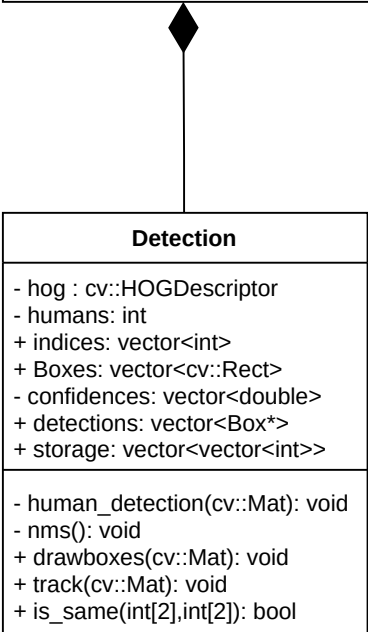 Detection
- hog : cv::HOGDescriptor
- humans: int
+ indices: vector<int>
+ Boxes: vector<cv::Rect>
- confidences: vector<double>
+ detections: vector<Box*>
+ storage: vector<vector<int>>
- human_detection(cv::Mat): void
- nms(): void
+ drawboxes(cv::Mat): void
+ track(cv::Mat): void
+ is_same(int[2],int[2]): bool